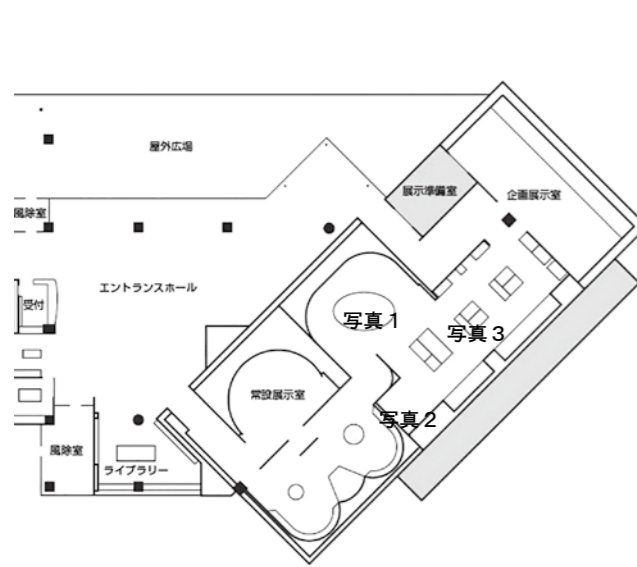 屋外広場
展示準備室
企画展示室
風除室
エントランスホール
受付
写真1
写真3
常設展示室
写真2
風除室
ライブラリー